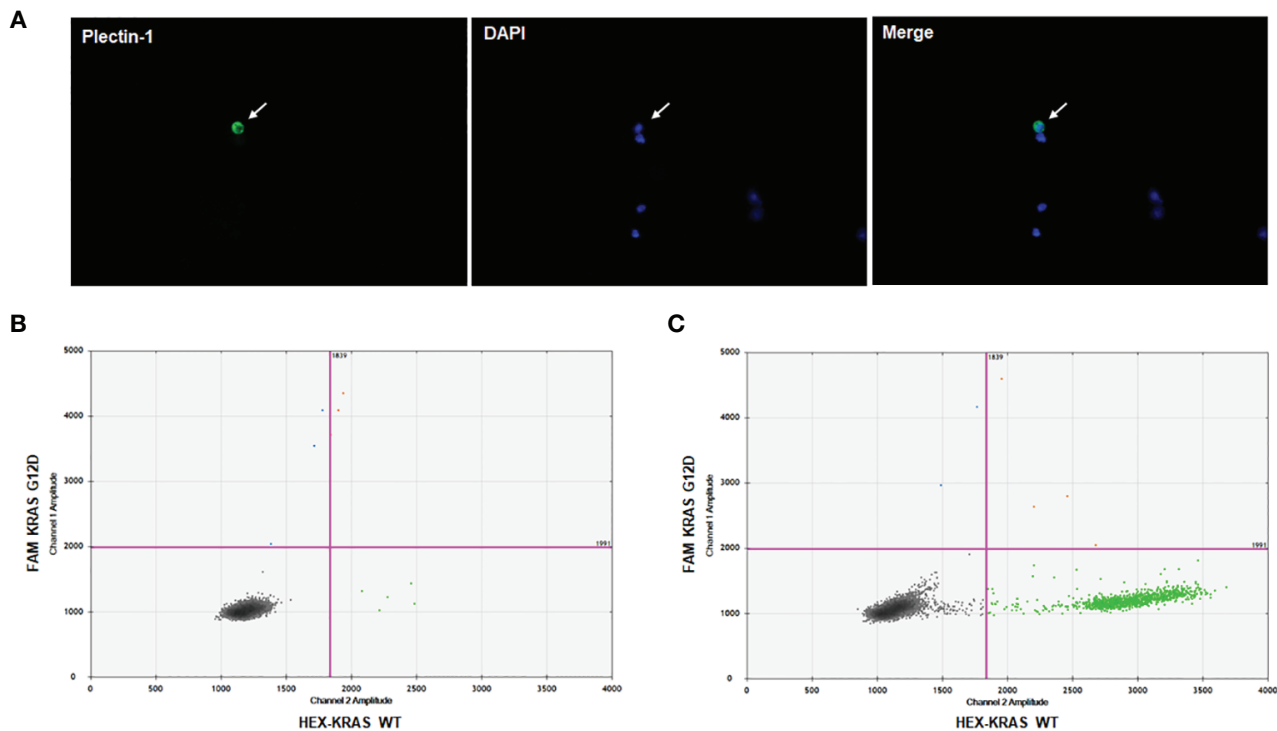 A
Plectin-1
DAPI
Merge
B
C
5000
4000
3000
2000
1000
0
0
500
1000
1500
2000
2500
3000
3500
4000
1839
1991
FAM KRAS G12D
Channel 1 Amplitude
Channel 2 Amplitude
HEX-KRAS WT
5000
4000
3000
2000
1000
0
0
500
1000
1500
2000
2500
3000
3500
4000
1839
1991
FAM KRAS G12D
Channel 1 Amplitude
Channel 2 Amplitude
HEX-KRAS WT